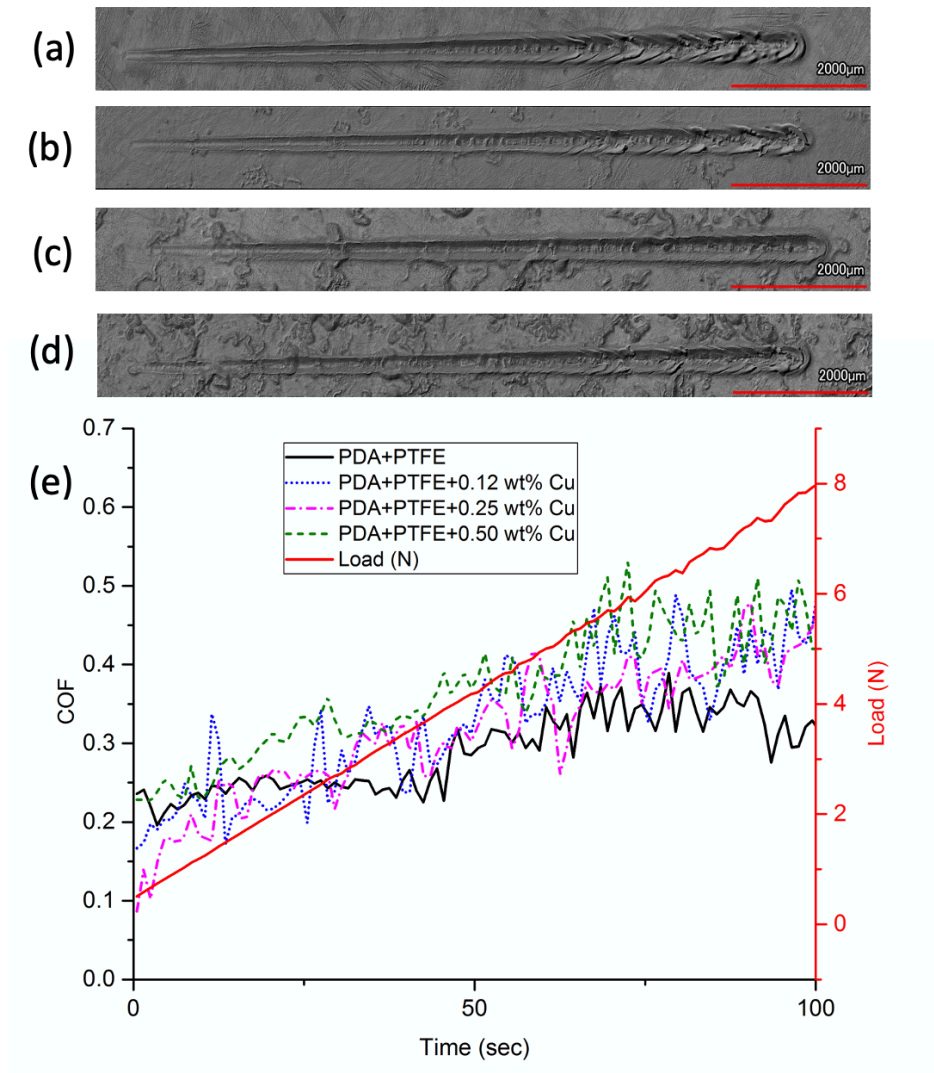 (a)
2000μm
(b)
2000μm
(c)
2000μm
(d)
2000μm
(e)
0.7
0.6
0.5
0.4
0.3
0.2
0.1
0.0
COF
PDA+PTFE
PDA+PTFE+0.12 wt% Cu
PDA+PTFE+0.25 wt% Cu
PDA+PTFE+0.50 wt% Cu
Load (N)
8
6
4
2
0
Load (N)
0
50
100
Time (sec)